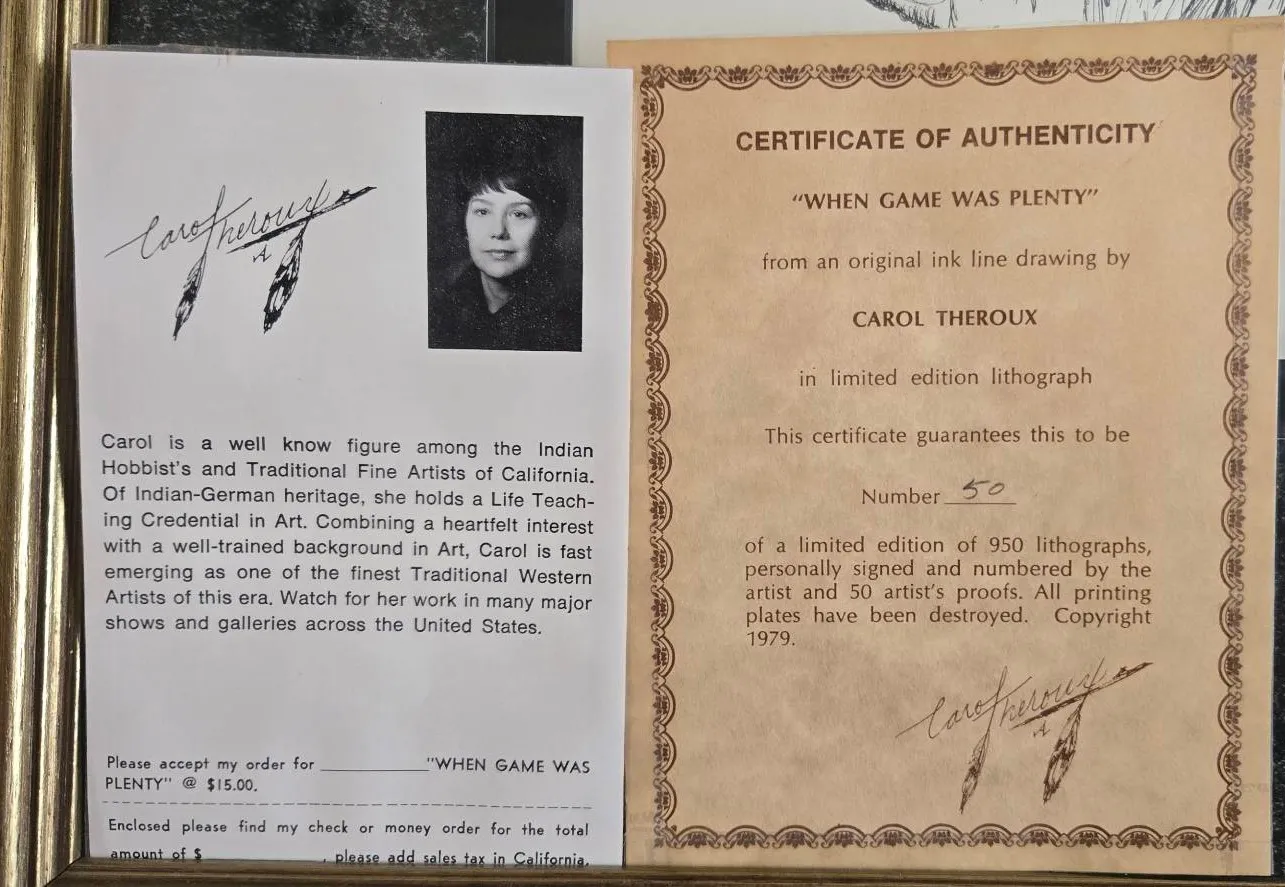 Carol Theroux
Carol is a well know figure among the Indian
Hobbist's and Traditional Fine Artists of California.
Of Indian-German heritage, she holds a Life Teach-
ing Credential in Art. Combining a heartfelt interest
with a well-trained background in Art, Carol is fast
emerging as one of the finest Traditional Western
Artists of this era. Watch for her work in many major
shows and galleries across the United States.
Please accept my order for __________"WHEN GAME WAS
PLENTY" @ $15.00.
Enclosed please find my check or money order for the total
amount of $__________, please add sales tax in California.
CERTIFICATE OF AUTHENTICITY
"WHEN GAME WAS PLENTY"
from an original ink line drawing by
CAROL THEROUX
in limited edition lithograph
This certificate guarantees this to be
Number 50
of a limited edition of 950 lithographs,
personally signed and numbered by the
artist and 50 artist's proofs. All printing
plates have been destroyed. Copyright
1979.
Carol Theroux